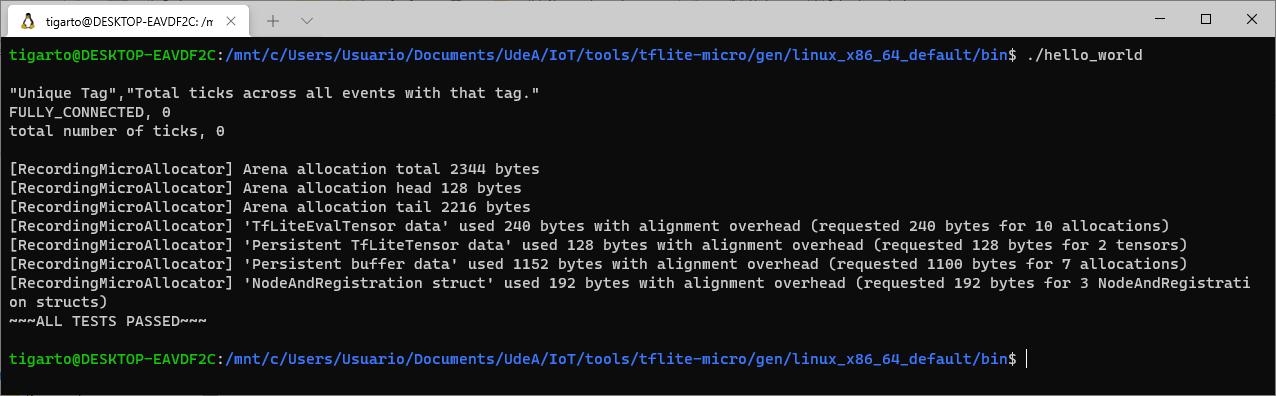 tigarto@DESKTOP-EAVDF2C: /m
tigarto@DESKTOP-EAVDF2C:/mnt/c/Users/Usuario/Documents/UdeA/IoT/tools/tflite-micro/gen/linux_x86_64_default/bin$ ./hello_world
"Unique Tag","Total ticks across all events with that tag."
FULLY_CONNECTED, 0
total number of ticks, 0
[RecordingMicroAllocator] Arena allocation total 2344 bytes
[RecordingMicroAllocator] Arena allocation head 128 bytes
[RecordingMicroAllocator] Arena allocation tail 2216 bytes
[RecordingMicroAllocator] 'TfLiteEvalTensor data' used 240 bytes with alignment overhead (requested 240 bytes for 10 allocations)
[RecordingMicroAllocator] 'Persistent TfLiteTensor data' used 128 bytes with alignment overhead (requested 128 bytes for 2 tensors)
[RecordingMicroAllocator] 'Persistent buffer data' used 1152 bytes with alignment overhead (requested 1100 bytes for 7 allocations)
[RecordingMicroAllocator] 'NodeAndRegistration struct' used 192 bytes with alignment overhead (requested 192 bytes for 3 NodeAndRegistrati
on structs)
~~~ALL TESTS PASSED~~~
tigarto@DESKTOP-EAVDF2C:/mnt/c/Users/Usuario/Documents/UdeA/IoT/tools/tflite-micro/gen/linux_x86_64_default/bin$